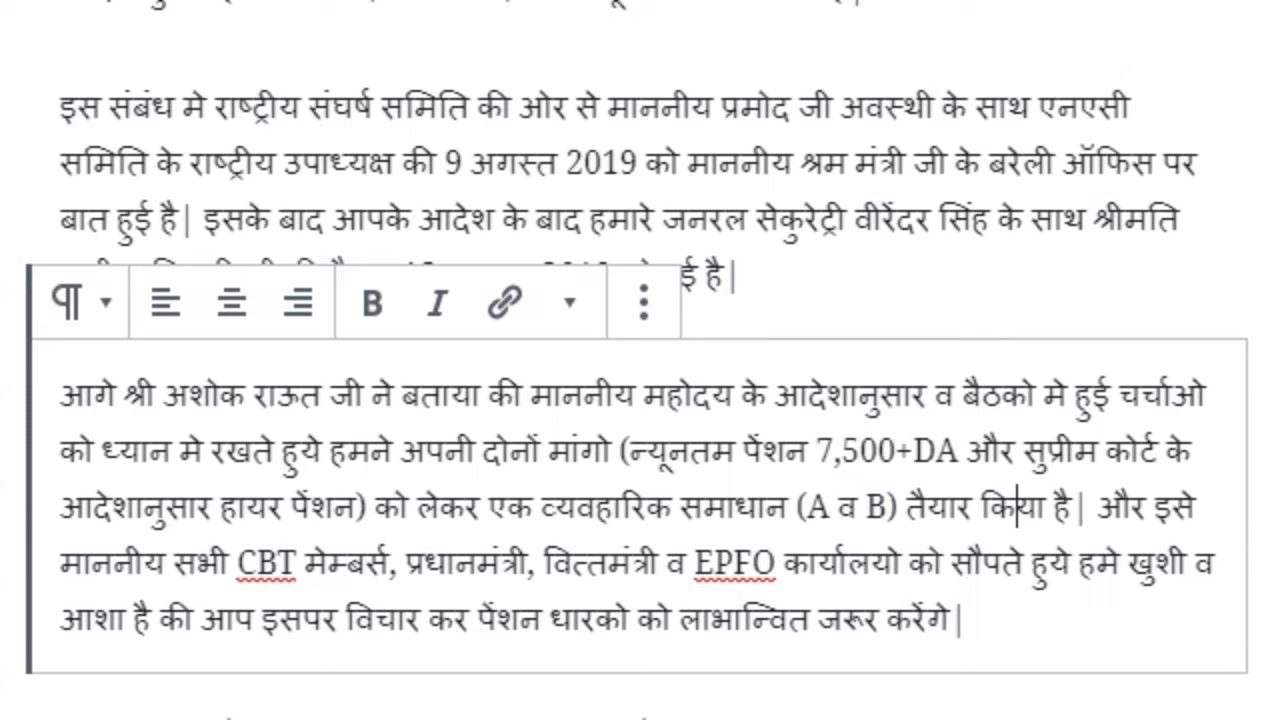 इस संबंध मे राष्ट्रीय संघर्ष समिति की ओर से माननीय प्रमोद जी अवस्थी के साथ एनएसी
समिति के राष्ट्रीय उपाध्यक्ष की 9 अगस्त 2019 को माननीय श्रम मंत्री जी के बरेली ऑफिस पर
बात हुई है| इसके बाद आपके आदेश के बाद हमारे जनरल सेकुरेट्री वीरेंदर सिंह के साथ श्रीमति
है|
B I
आगे श्री अशोक राऊत जी ने बताया की माननीय महोदय के आदेशानुसार व बैठको मे हुई चर्चाओ
को ध्यान मे रखते हुये हमने अपनी दोनों मांगो (न्यूनतम पेंशन 7,500+DA और सुप्रीम कोर्ट के
आदेशानुसार हायर पेंशन) को लेकर एक व्यवहारिक समाधान (A व B) तैयार किया है| और इसे
माननीय सभी CBT मेम्बर्स, प्रधानमंत्री, वित्तमंत्री व EPFO कार्यालयो को सौपते हुये हमे खुशी व
आशा है की आप इसपर विचार कर पेंशन धारको को लाभान्वित जरूर करेंगे|